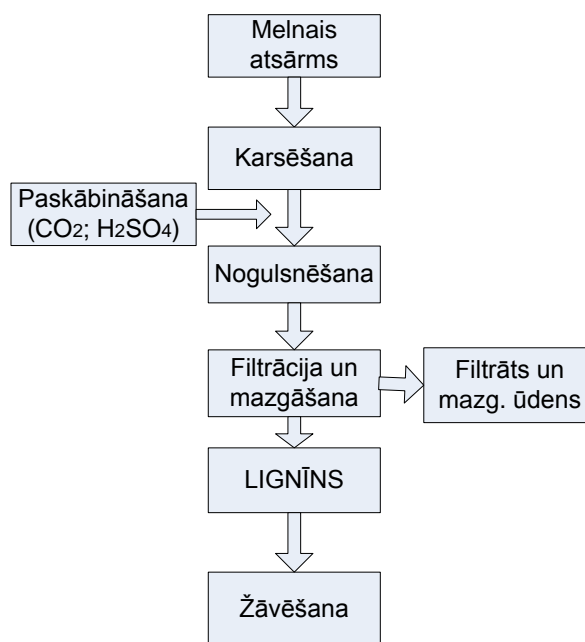 Melnais
atsārms
Karsēšana
Paskābināšana
(CO2; H2SO4)
Nogulsnēšana
Filtrācija un
mazgāšana
Filtrāts un
mazg. ūdens
LIGNĪNS
Žāvēšana